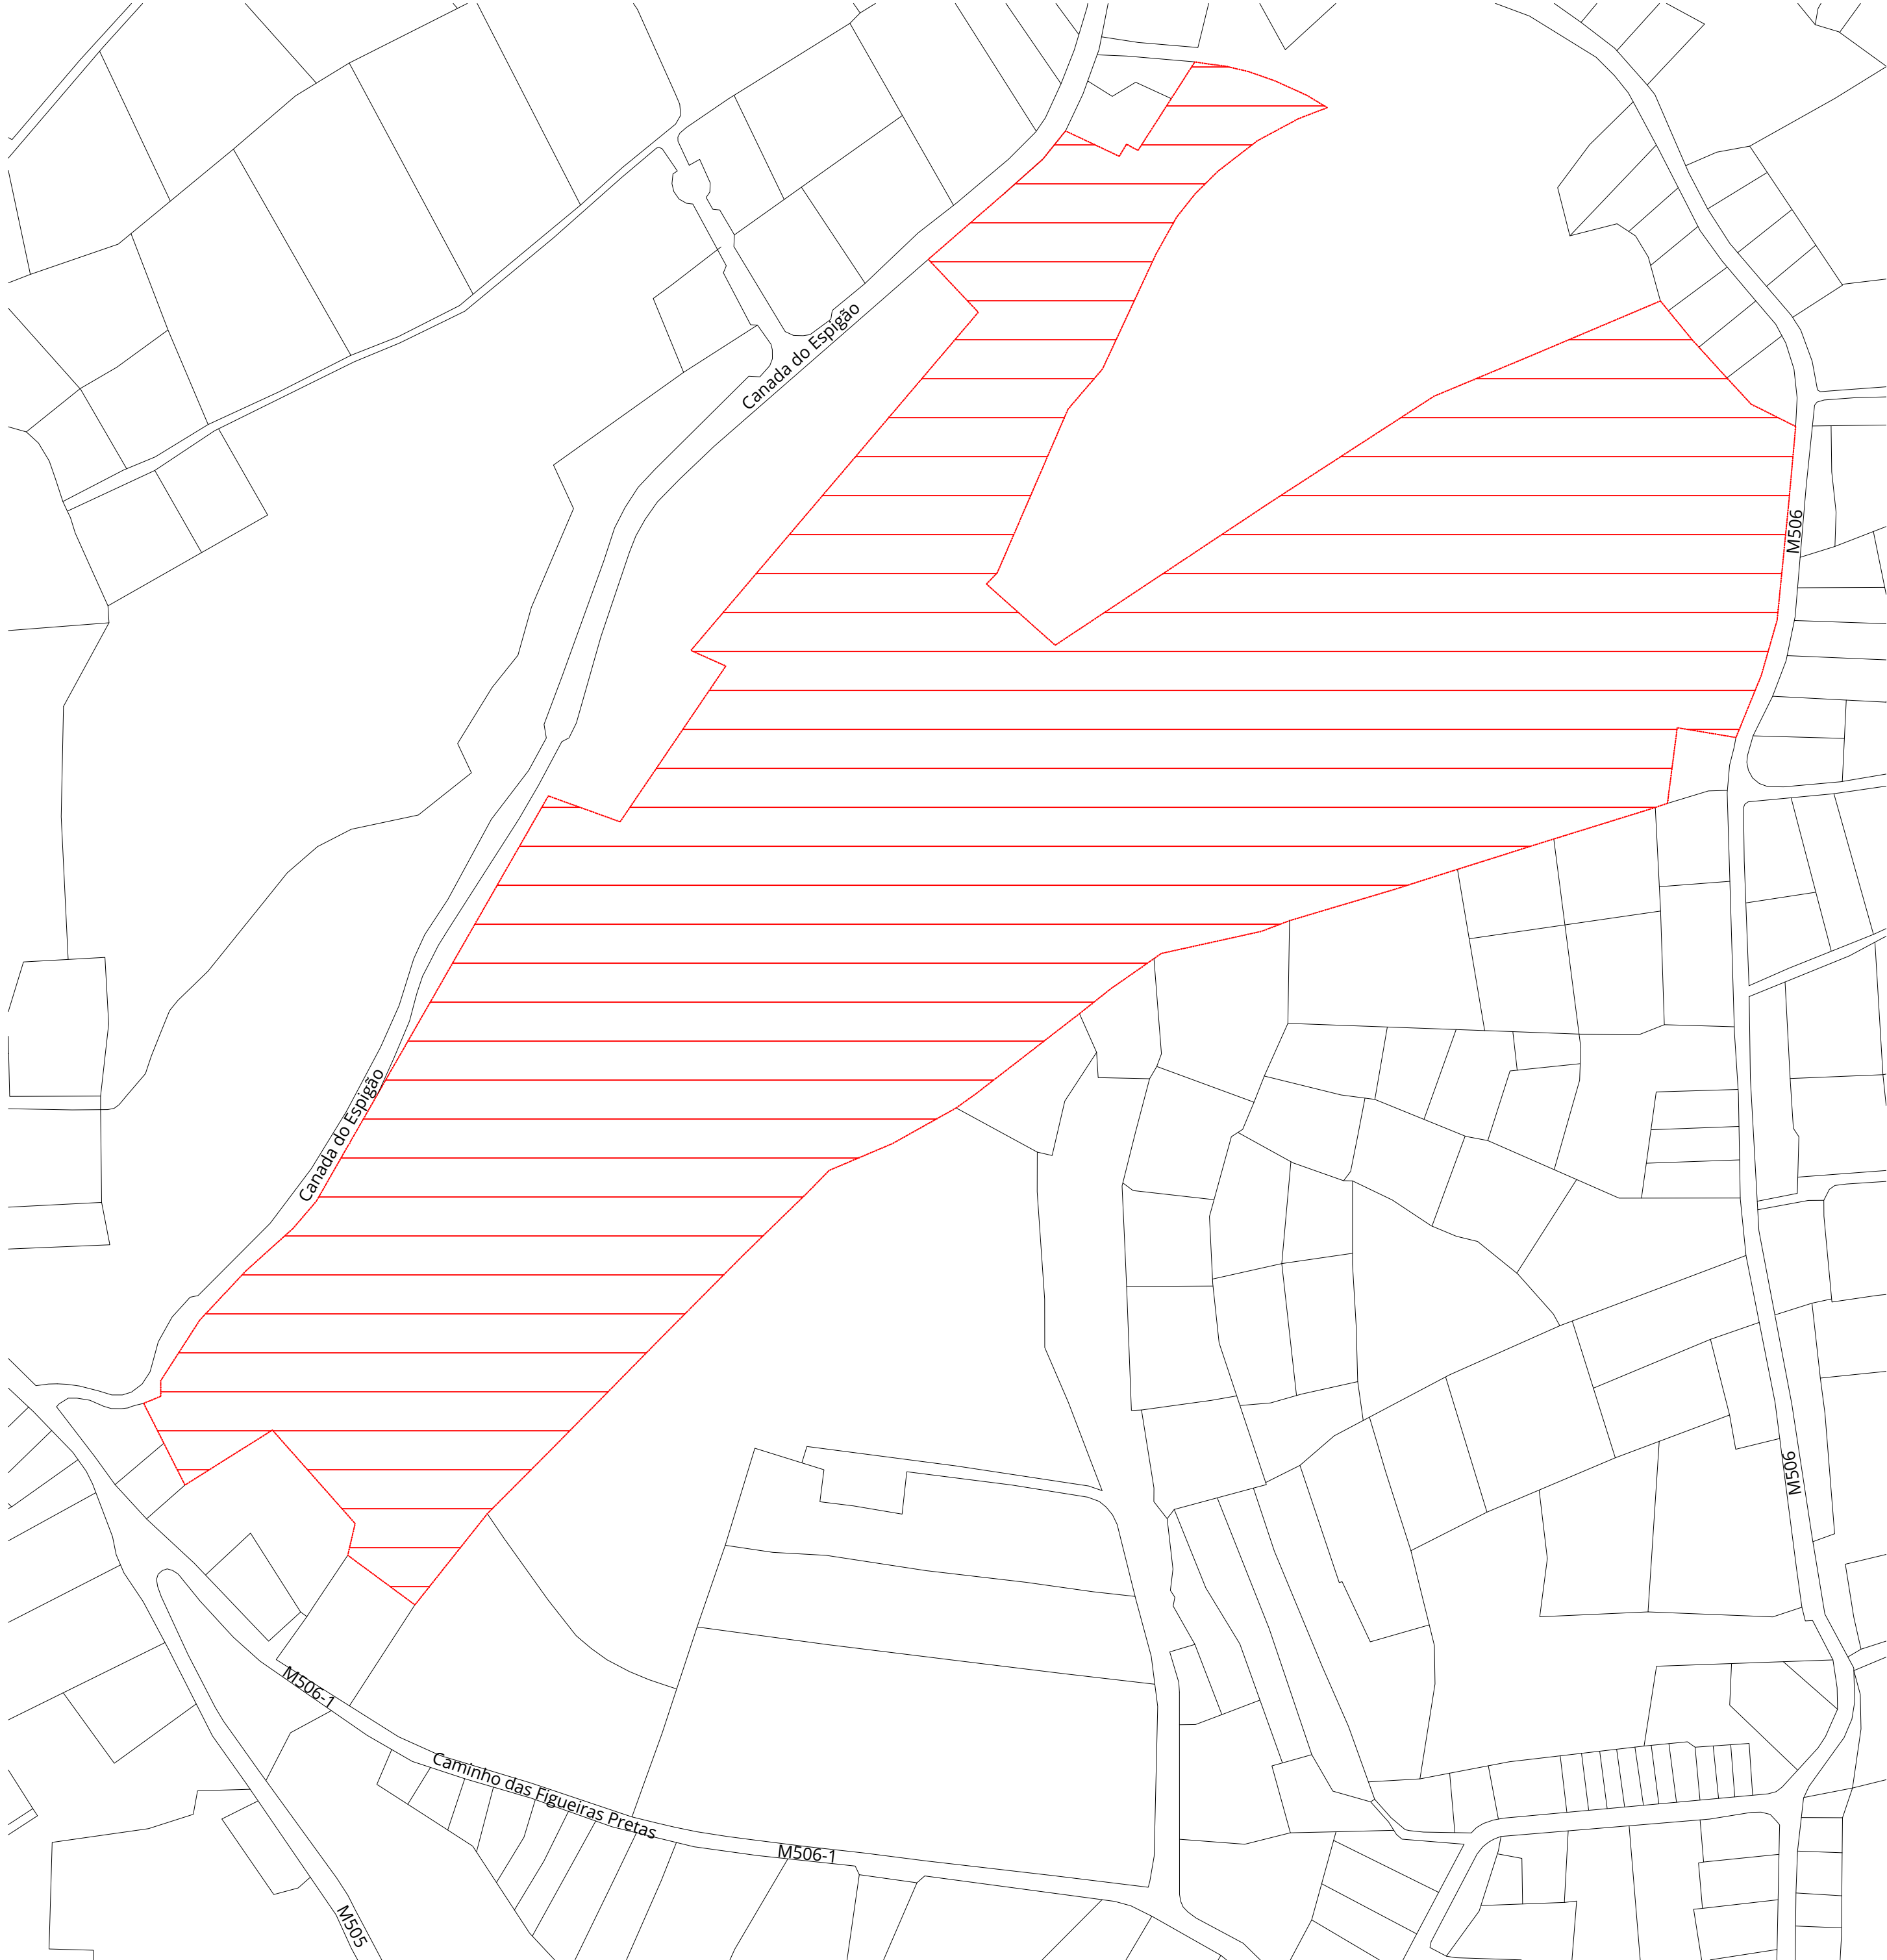 Canada do Espigão
M506
Canada do Espigão
M506
M506-1
Caminho das Figueiras Pretas
M506-1
M505